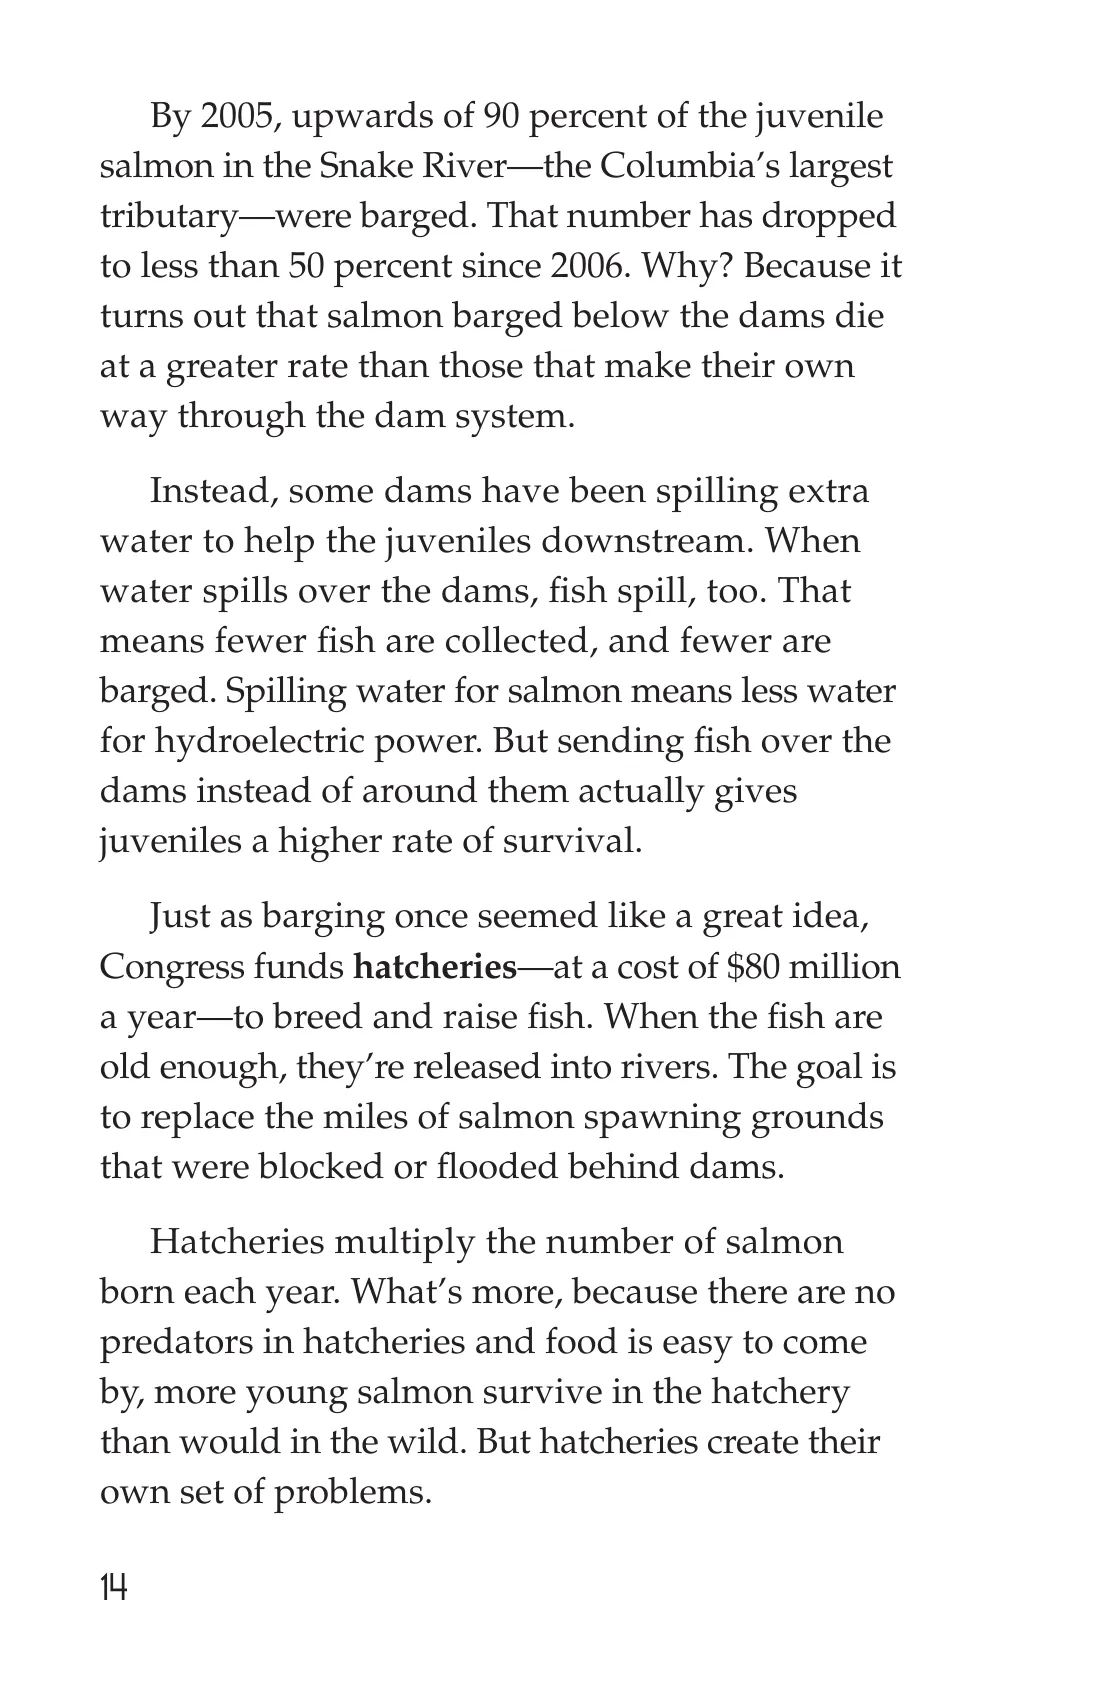 By 2005, upwards of 90 percent of the juvenile
salmon in the Snake River—the Columbia’s largest
tributary—were barged. That number has dropped
to less than 50 percent since 2006. Why? Because it
turns out that salmon barged below the dams die
at a greater rate than those that make their own
way through the dam system.
Instead, some dams have been spilling extra
water to help the juveniles downstream. When
water spills over the dams, fish spill, too. That
means fewer fish are collected, and fewer are
barged. Spilling water for salmon means less water
for hydroelectric power. But sending fish over the
dams instead of around them actually gives
juveniles a higher rate of survival.
Just as barging once seemed like a great idea,
Congress funds hatcheries—at a cost of $80 million
a year—to breed and raise fish. When the fish are
old enough, they’re released into rivers. The goal is
to replace the miles of salmon spawning grounds
that were blocked or flooded behind dams.
Hatcheries multiply the number of salmon
born each year. What’s more, because there are no
predators in hatcheries and food is easy to come
by, more young salmon survive in the hatchery
than would in the wild. But hatcheries create their
own set of problems.
14